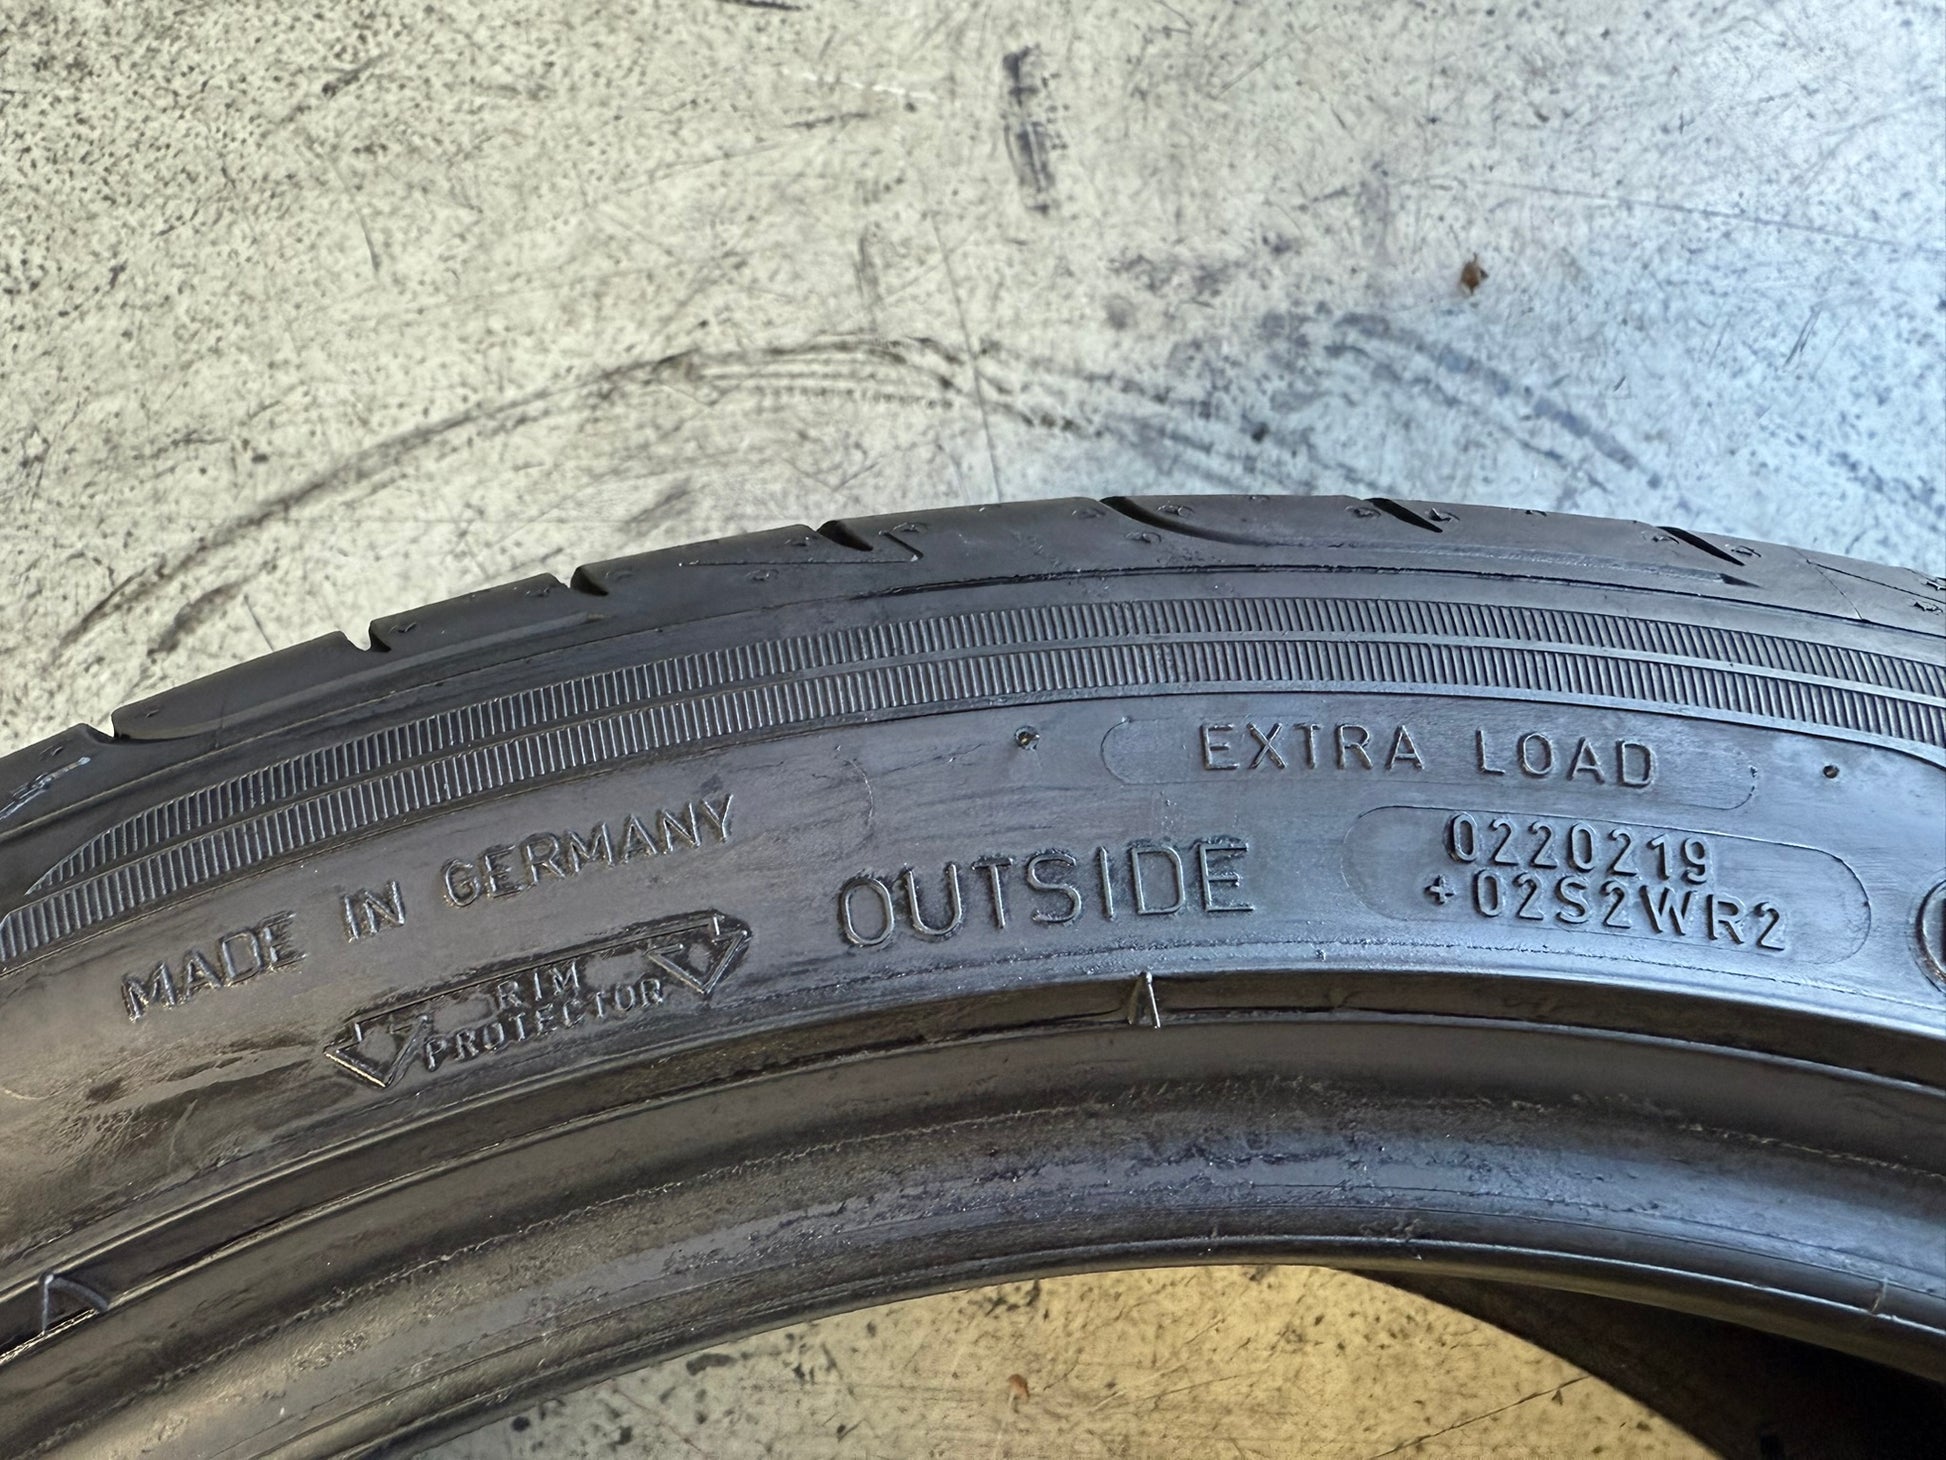 EXTRA LOAD
MADE IN GERMANY
OUTSIDE
0220219
+02S2WR2
RIM
PROTECTOR